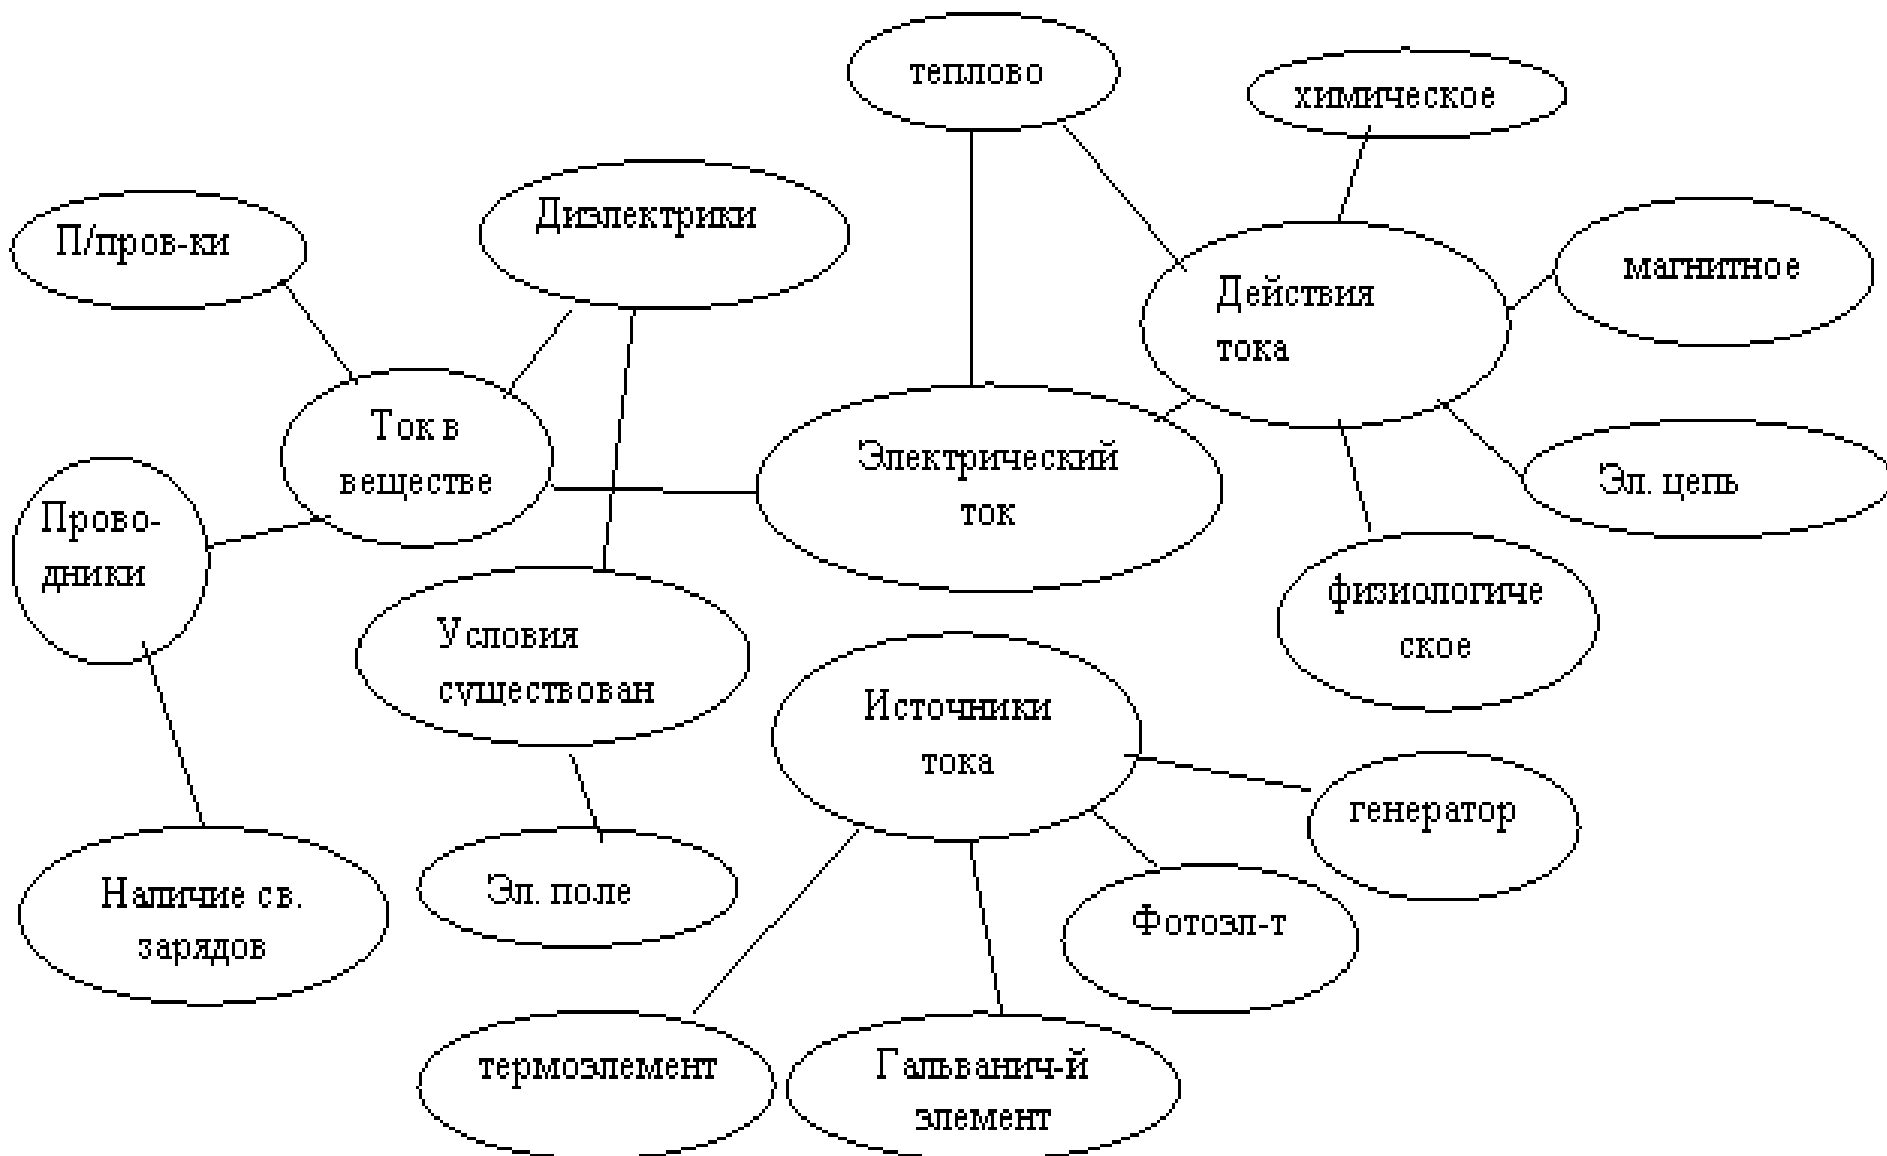 теплово
химическое
Диэлектрики
П/пров-ки
магнитное
Действия
тока
Ток в
веществе
Электрический
ток
Эл. цепь
Прово-
дники
физиологиче
ское
Условия
существован
Источники
тока
генератор
Наличие св.
зарядов
Эл. поле
Фотоэл-т
термоэлемент
Гальванич-й
элемент